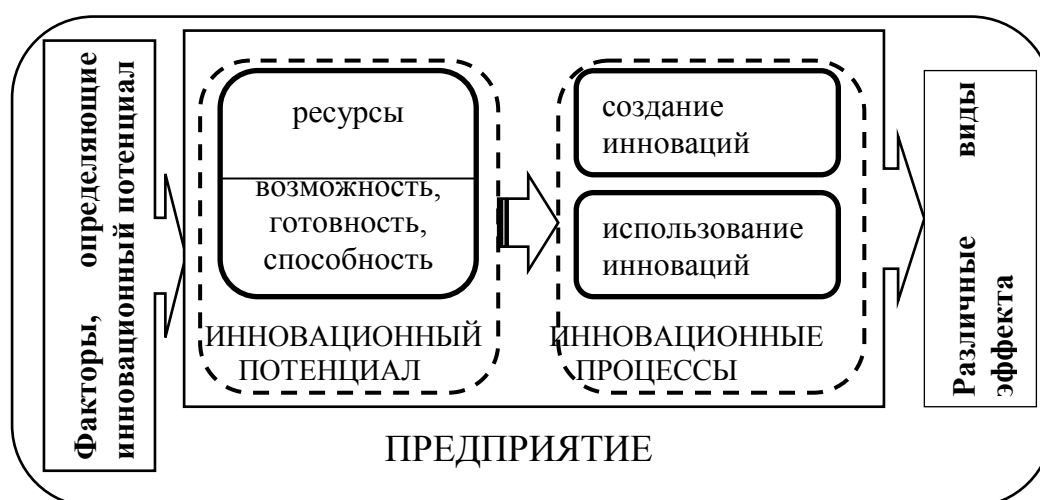 Факторы, определяющие
инновационный потенциал
ресурсы
возможность,
готовность,
способность
ИННОВАЦИОННЫЙ
ПОТЕНЦИАЛ
создание
инноваций
использование
инноваций
ИННОВАЦИОННЫЕ
ПРОЦЕССЫ
Различные виды
эффекта
ПРЕДПРИЯТИЕ